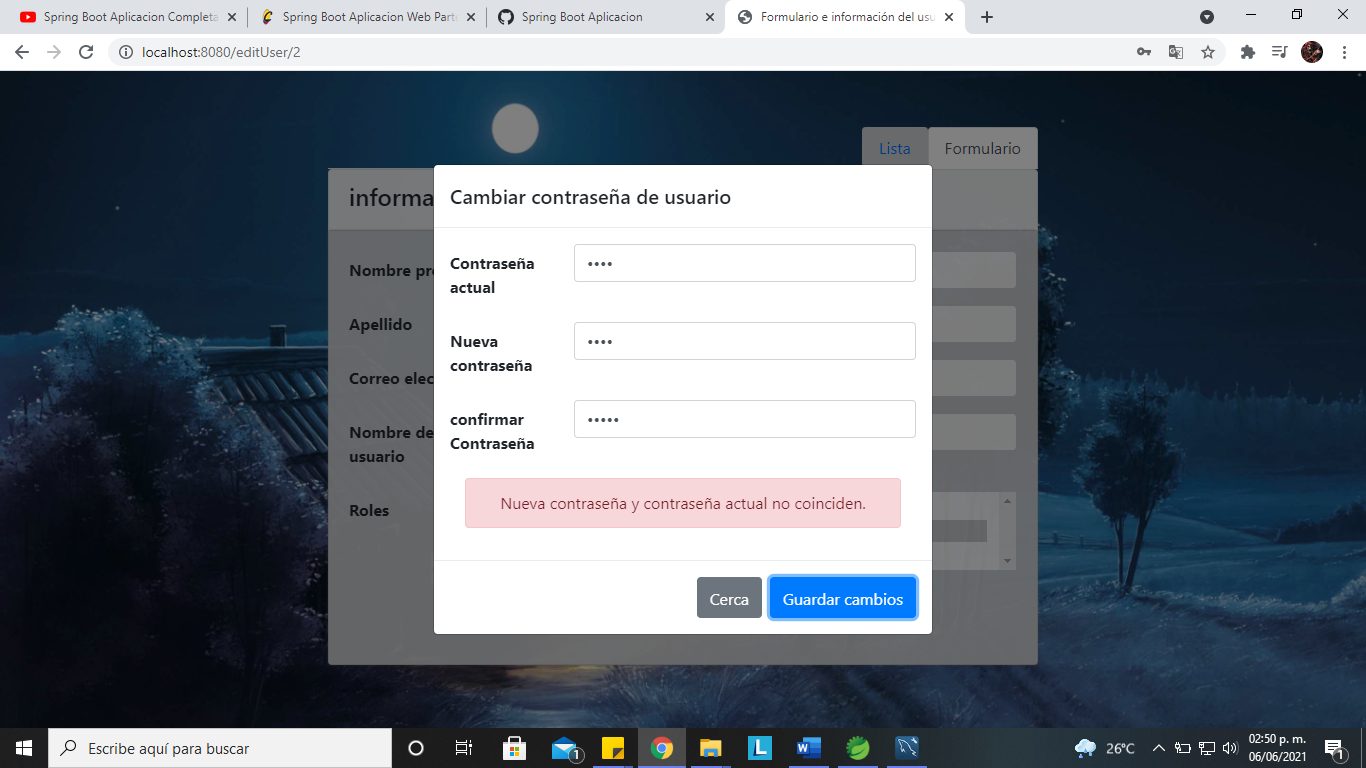 Spring Boot Aplicacion Completa
Spring Boot Aplicacion Web Parte
Spring Boot Aplicacion
Formulario e información del usu
localhost:8080/editUser/2
Lista
Formulario
informa
Cambiar contraseña de usuario
Nombre pr
Contraseña
actual
••••
Apellido
Nueva
contraseña
••••
Correo elec
confirmar
Contraseña
•••••
Nombre de
usuario
Nueva contraseña y contraseña actual no coinciden.
Roles
Cerca
Guardar cambios
Escribe aquí para buscar
1
L
W
26°C
02:50 p. m.
06/06/2021
1